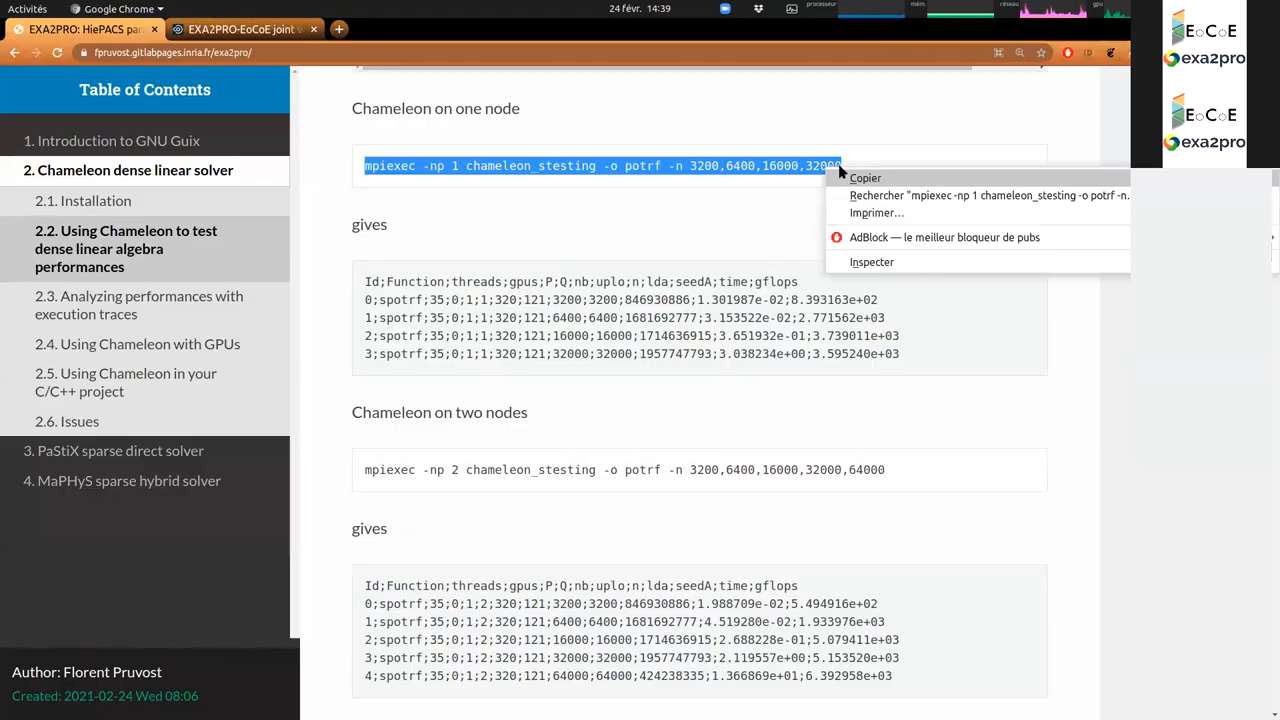 Activités
Google Chrome
24 févr. 14:39
processeur
mém.
réseau
gpu
EXA2PRO: HiePACS pa
EXA2PRO-EoCoE joint w
fpruvost.gitlabpages.inria.fr/exa2pro/
Table of Contents
1. Introduction to GNU Guix
2. Chameleon dense linear solver
2.1. Installation
2.2. Using Chameleon to test
dense linear algebra
performances
2.3. Analyzing performances with
execution traces
2.4. Using Chameleon with GPUs
2.5. Using Chameleon in your
C/C++ project
2.6. Issues
3. PaStiX sparse direct solver
4. MaPHyS sparse hybrid solver
Author: Florent Pruvost
Created: 2021-02-24 Wed 08:06
Chameleon on one node
mpiexec -np 1 chameleon_stesting -o potrf -n 3200,6400,16000,32000
gives
Id;Function;threads;gpus;P;Q;nb;uplo;n;lda;seedA;time;gflops
0;spotrf;35;0;1;1;320;121;3200;3200;846930886;1.301987e-02;8.393163e+02
1;spotrf;35;0;1;1;320;121;6400;6400;1681692777;3.153522e-02;2.771562e+03
2;spotrf;35;0;1;1;320;121;16000;16000;1714636915;3.651932e-01;3.739011e+03
3;spotrf;35;0;1;1;320;121;32000;32000;1957747793;3.038234e+00;3.595240e+03
Chameleon on two nodes
mpiexec -np 2 chameleon_stesting -o potrf -n 3200,6400,16000,32000,64000
gives
Id;Function;threads;gpus;P;Q;nb;uplo;n;lda;seedA;time;gflops
0;spotrf;35;0;1;2;320;121;3200;3200;846930886;1.988709e-02;5.494916e+02
1;spotrf;35;0;1;2;320;121;6400;6400;1681692777;4.519280e-02;1.933976e+03
2;spotrf;35;0;1;2;320;121;16000;16000;1714636915;2.688228e-01;5.079411e+03
3;spotrf;35;0;1;2;320;121;32000;32000;1957747793;2.119557e+00;5.153520e+03
4;spotrf;35;0;1;2;320;121;64000;64000;424238335;1.366869e+01;6.392958e+03
Copier
Rechercher "mpiexec -np 1 chameleon_stesting -o potrf -n.
Imprimer…
AdBlock — le meilleur bloqueur de pubs
Inspecter
EoCoE
exa2pro
EoCoE
exa2pro